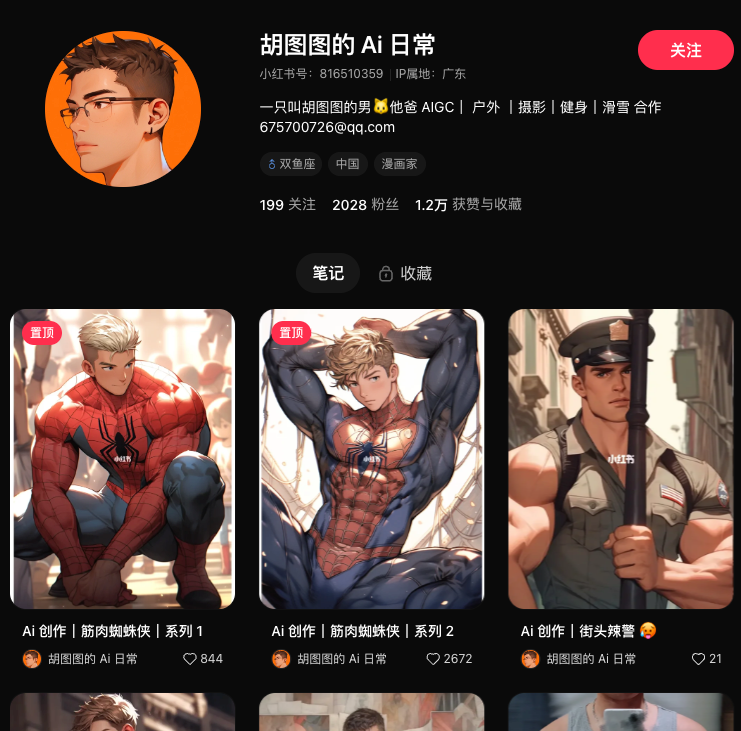 胡图图的 Ai 日常
关注
小红书号：816510359 IP属地：广东
一只叫胡图图的男🐱他爸 AIGC｜ 户外 ｜摄影｜健身｜滑雪 合作
675700726@qq.com
双鱼座 中国 漫画家
199 关注 2028 粉丝 1.2万 获赞与收藏
笔记 收藏
置顶 置顶
小红书 小红书 小红书
Ai 创作｜筋肉蜘蛛侠｜系列 1
胡图图的 Ai 日常 844
Ai 创作｜筋肉蜘蛛侠｜系列 2
胡图图的 Ai 日常 2672
Ai 创作｜街头辣警 🥵
胡图图的 Ai 日常 21